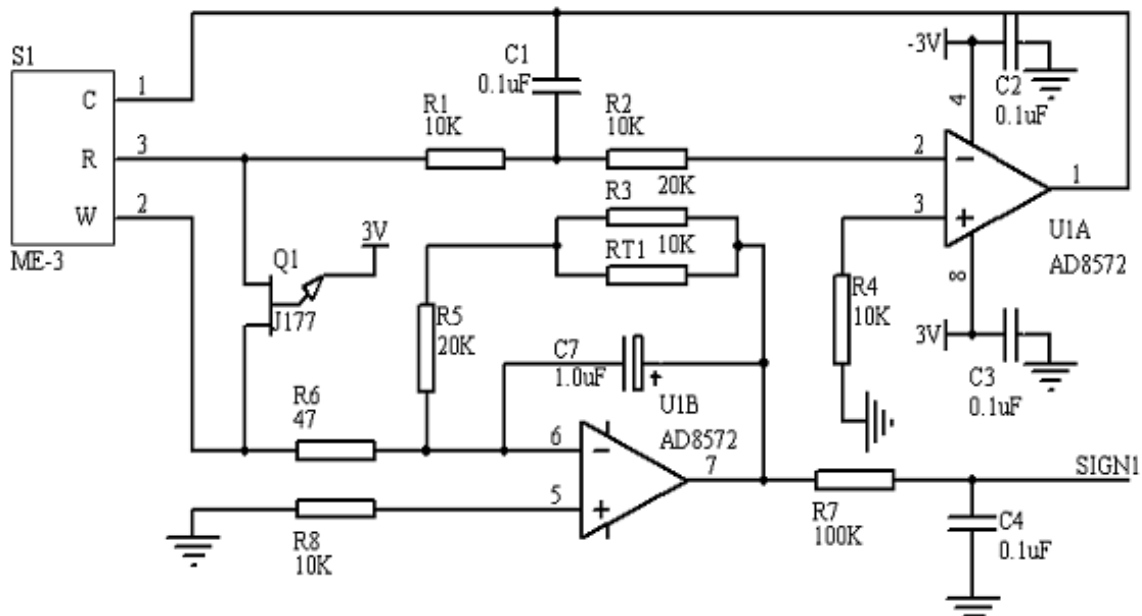 S1
C
R
W
ME-3
1
3
2
C1
0.1uF
R1
10K
R2
10K
20K
R3
10K
RT1
3V
Q1
J177
R5
20K
C7
1.0uF
+
U1B
AD8572
R6
47
6
−
5
+
7
R8
10K
-3V
4
C2
0.1uF
2
−
3
+
1
U1A
AD8572
8
R4
10K
3V
C3
0.1uF
SIGN1
R7
100K
C4
0.1uF